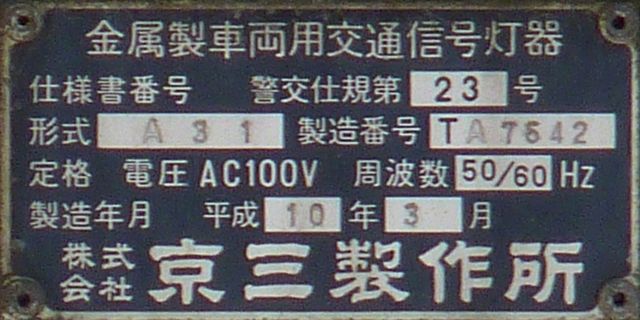 金属製車両用交通信号灯器
仕様書番号 警交仕規第 23 号
形式 A31 製造番号 TA7542
定格 電圧 AC100V 周波数 50/60 Hz
製造年月 平成 10 年 3 月
株式会社 京三製作所